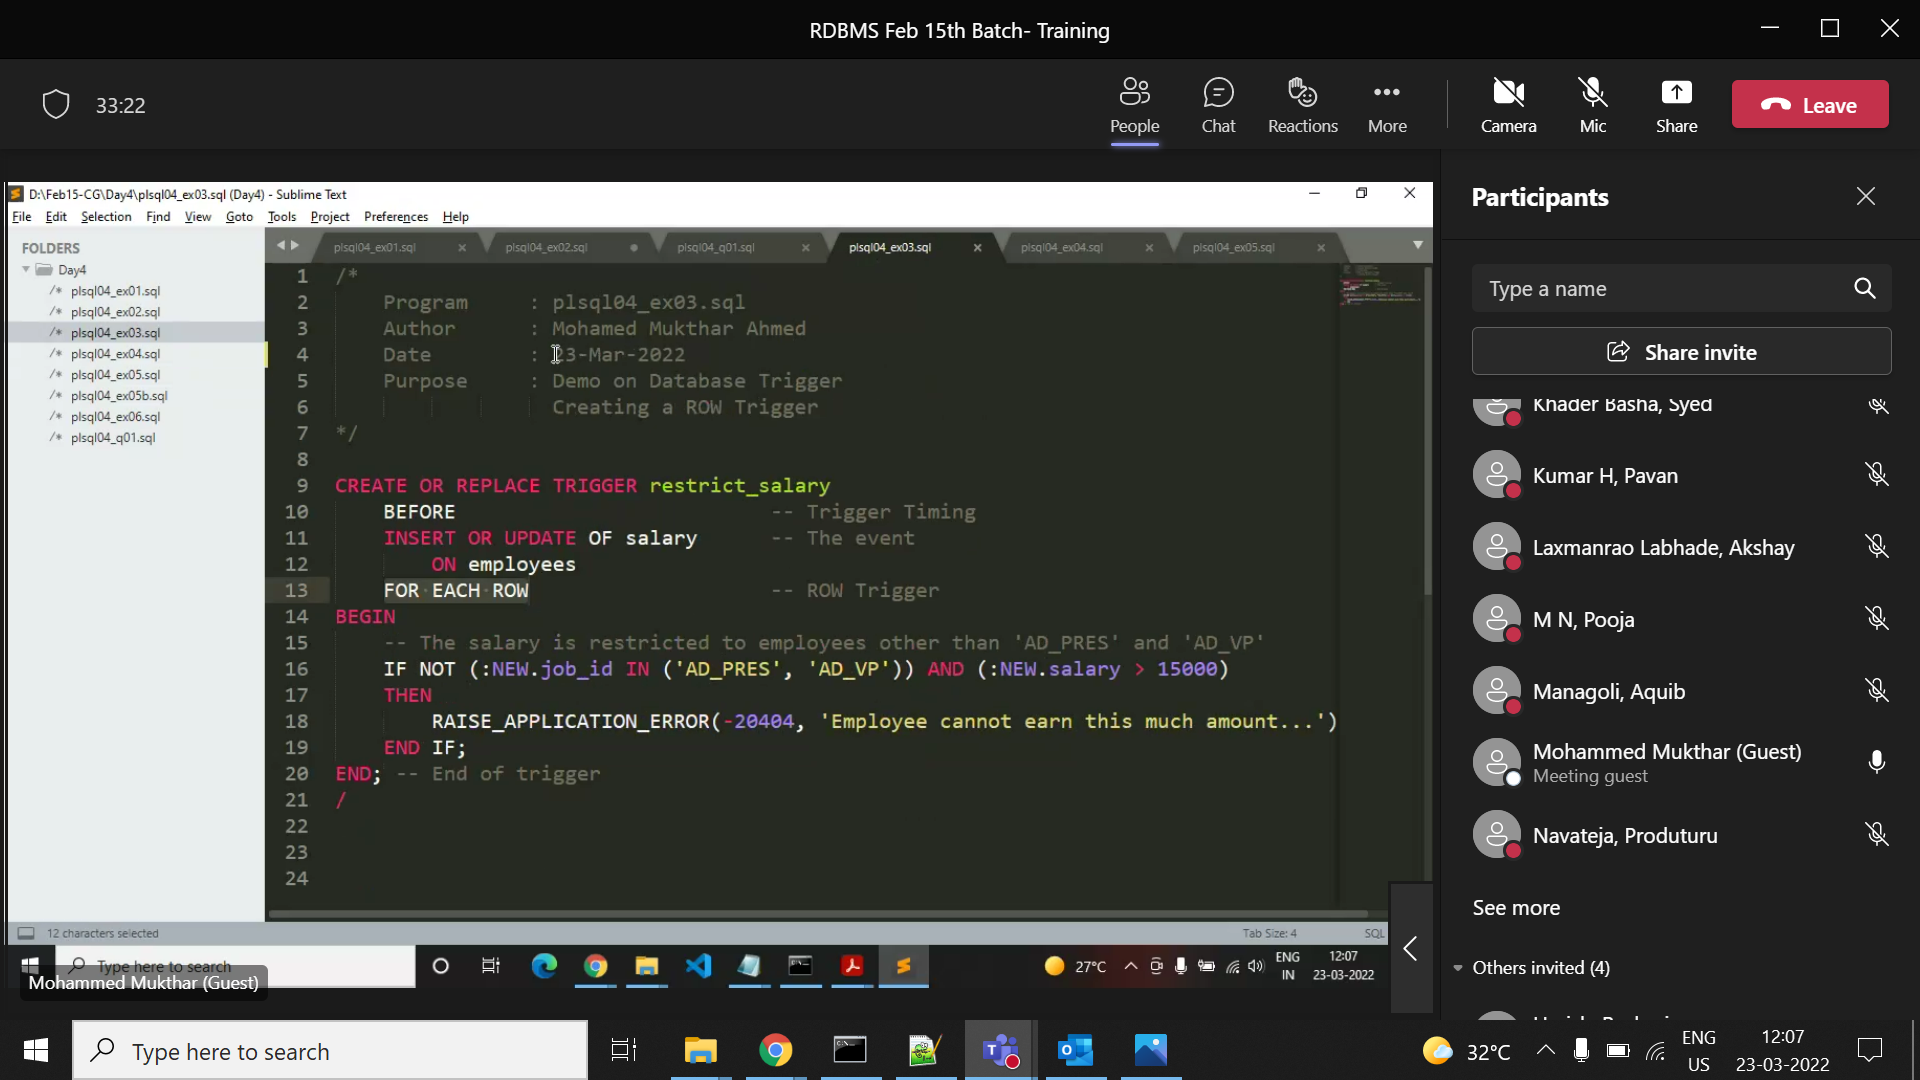 RDBMS Feb 15th Batch- Training
33:22
People
Chat
Reactions
More
Camera
Mic
Share
Leave
D:\Feb15-CG\Day4\plsql04_ex03.sql (Day4) - Sublime Text
File Edit Selection Find View Goto Tools Project Preferences Help
FOLDERS
Day4
/* plsql04_ex01.sql
/* plsql04_ex02.sql
/* plsql04_ex03.sql
/* plsql04_ex04.sql
/* plsql04_ex05.sql
/* plsql04_ex05b.sql
/* plsql04_ex06.sql
/* plsql04_q01.sql
plsql04_ex01.sql
plsql04_ex02.sql
plsql04_q01.sql
plsql04_ex03.sql
plsql04_ex04.sql
plsql04_ex05.sql
1 /*
2 Program : plsql04_ex03.sql
3 Author : Mohamed Mukthar Ahmed
4 Date : 23-Mar-2022
5 Purpose : Demo on Database Trigger
6 Creating a ROW Trigger
7 */
8
9 CREATE OR REPLACE TRIGGER restrict_salary
10 BEFORE -- Trigger Timing
11 INSERT OR UPDATE OF salary -- The event
12 ON employees
13 FOR EACH ROW -- ROW Trigger
14 BEGIN
15 -- The salary is restricted to employees other than 'AD_PRES' and 'AD_VP'
16 IF NOT (:NEW.job_id IN ('AD_PRES', 'AD_VP')) AND (:NEW.salary > 15000)
17 THEN
18 RAISE_APPLICATION_ERROR(-20404, 'Employee cannot earn this much amount...')
19 END IF;
20 END; -- End of trigger
21 /
22
23
24
12 characters selected
Tab Size: 4
SQL
Type here to search
Mohammed Mukthar (Guest)
27°C
ENG
IN
12:07
23-03-2022
Participants
Type a name
Share invite
Khader Basha, Syed
Kumar H, Pavan
Laxmanrao Labhade, Akshay
M N, Pooja
Managoli, Aquib
Mohammed Mukthar (Guest)
Meeting guest
Navateja, Produturu
See more
Others invited (4)
Type here to search
32°C
ENG
US
12:07
23-03-2022